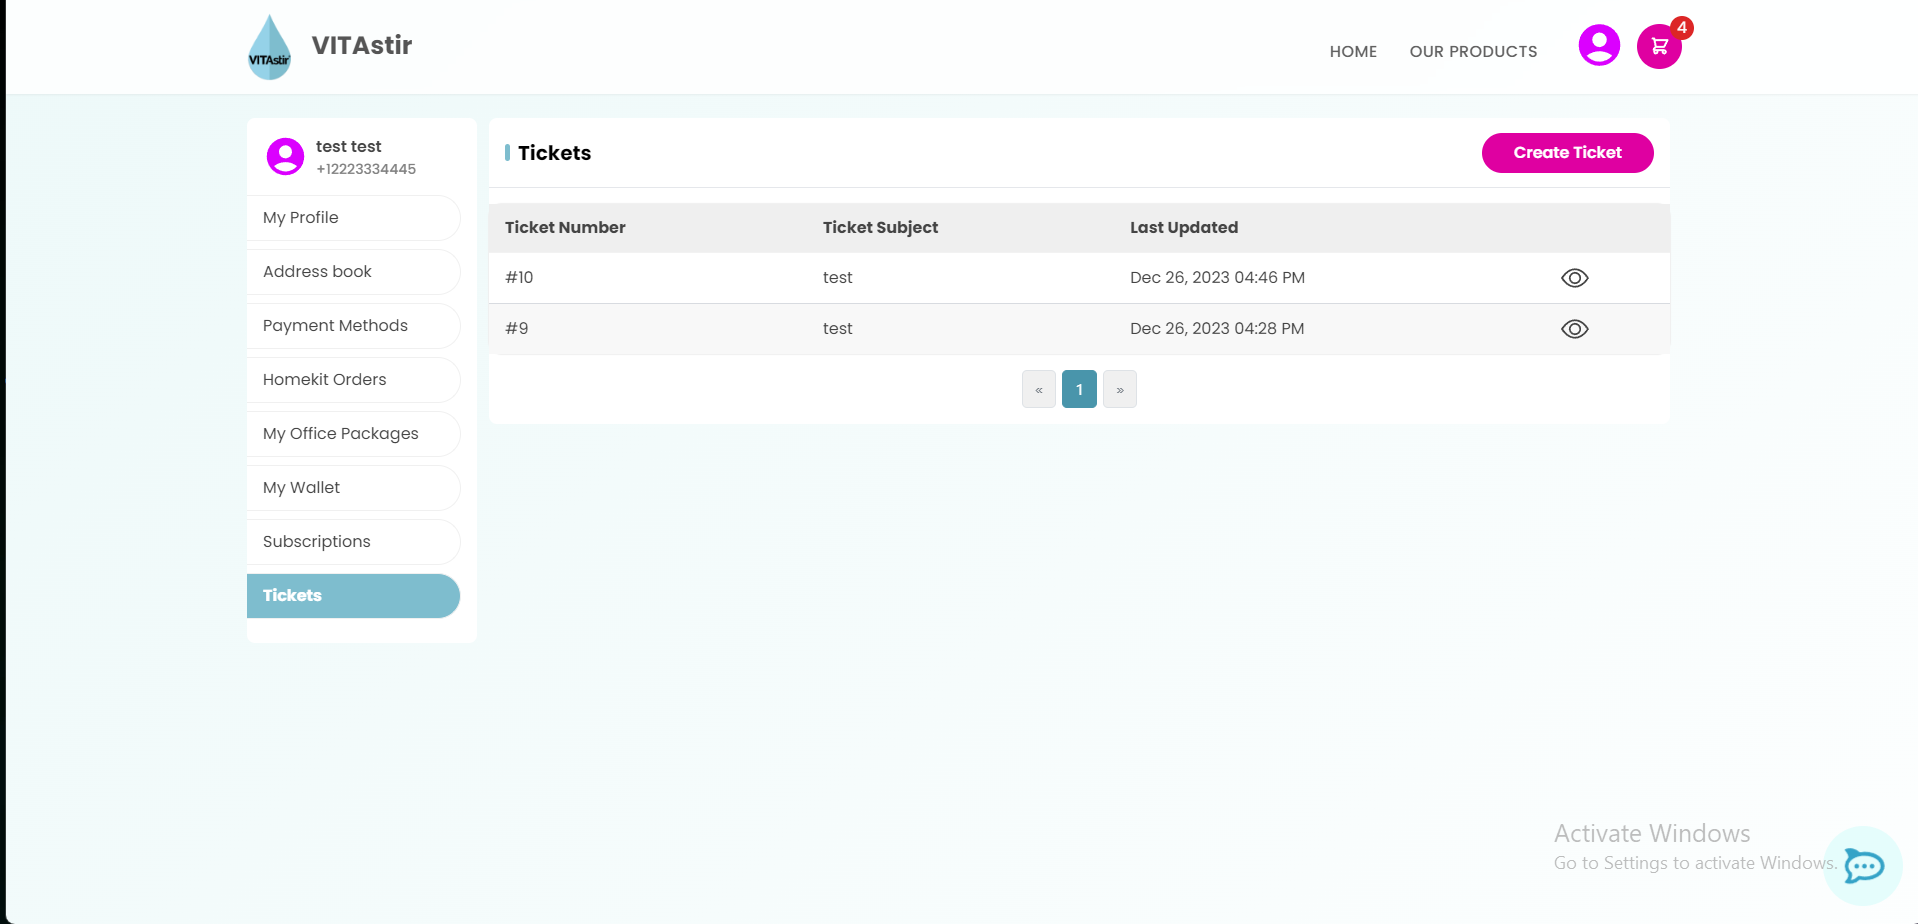 VITAstir
VITAstir
HOME
OUR PRODUCTS
4
test test
+12223334445
My Profile
Address book
Payment Methods
Homekit Orders
My Office Packages
My Wallet
Subscriptions
Tickets
Tickets
Create Ticket
Ticket Number Ticket Subject Last Updated
#10 test Dec 26, 2023 04:46 PM
#9 test Dec 26, 2023 04:28 PM
« 1 »
Activate Windows
Go to Settings to activate Windows.